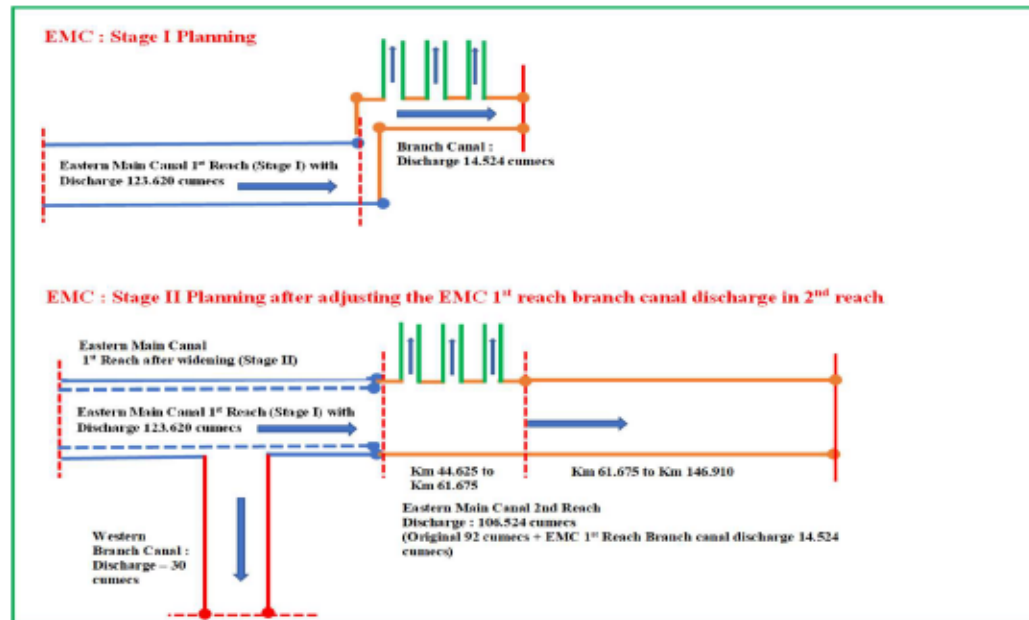 EMC : Stage I Planning
Eastern Main Canal 1st Reach (Stage I) with
Discharge 123.620 cumecs
Branch Canal :
Discharge 14.524 cumecs
EMC : Stage II Planning after adjusting the EMC 1st reach branch canal discharge in 2nd reach
Eastern Main Canal
1st Reach after widening (Stage II)
Eastern Main Canal 1st Reach (Stage I) with
Discharge 123.620 cumecs
Km 44.625 to
Km 61.675
Km 61.675 to Km 146.910
Eastern Main Canal 2nd Reach
Discharge : 106.524 cumecs
(Original 92 cumecs + EMC 1st Reach Branch canal discharge 14.524
cumecs)
Western
Branch Canal :
Discharge – 30
cumecs